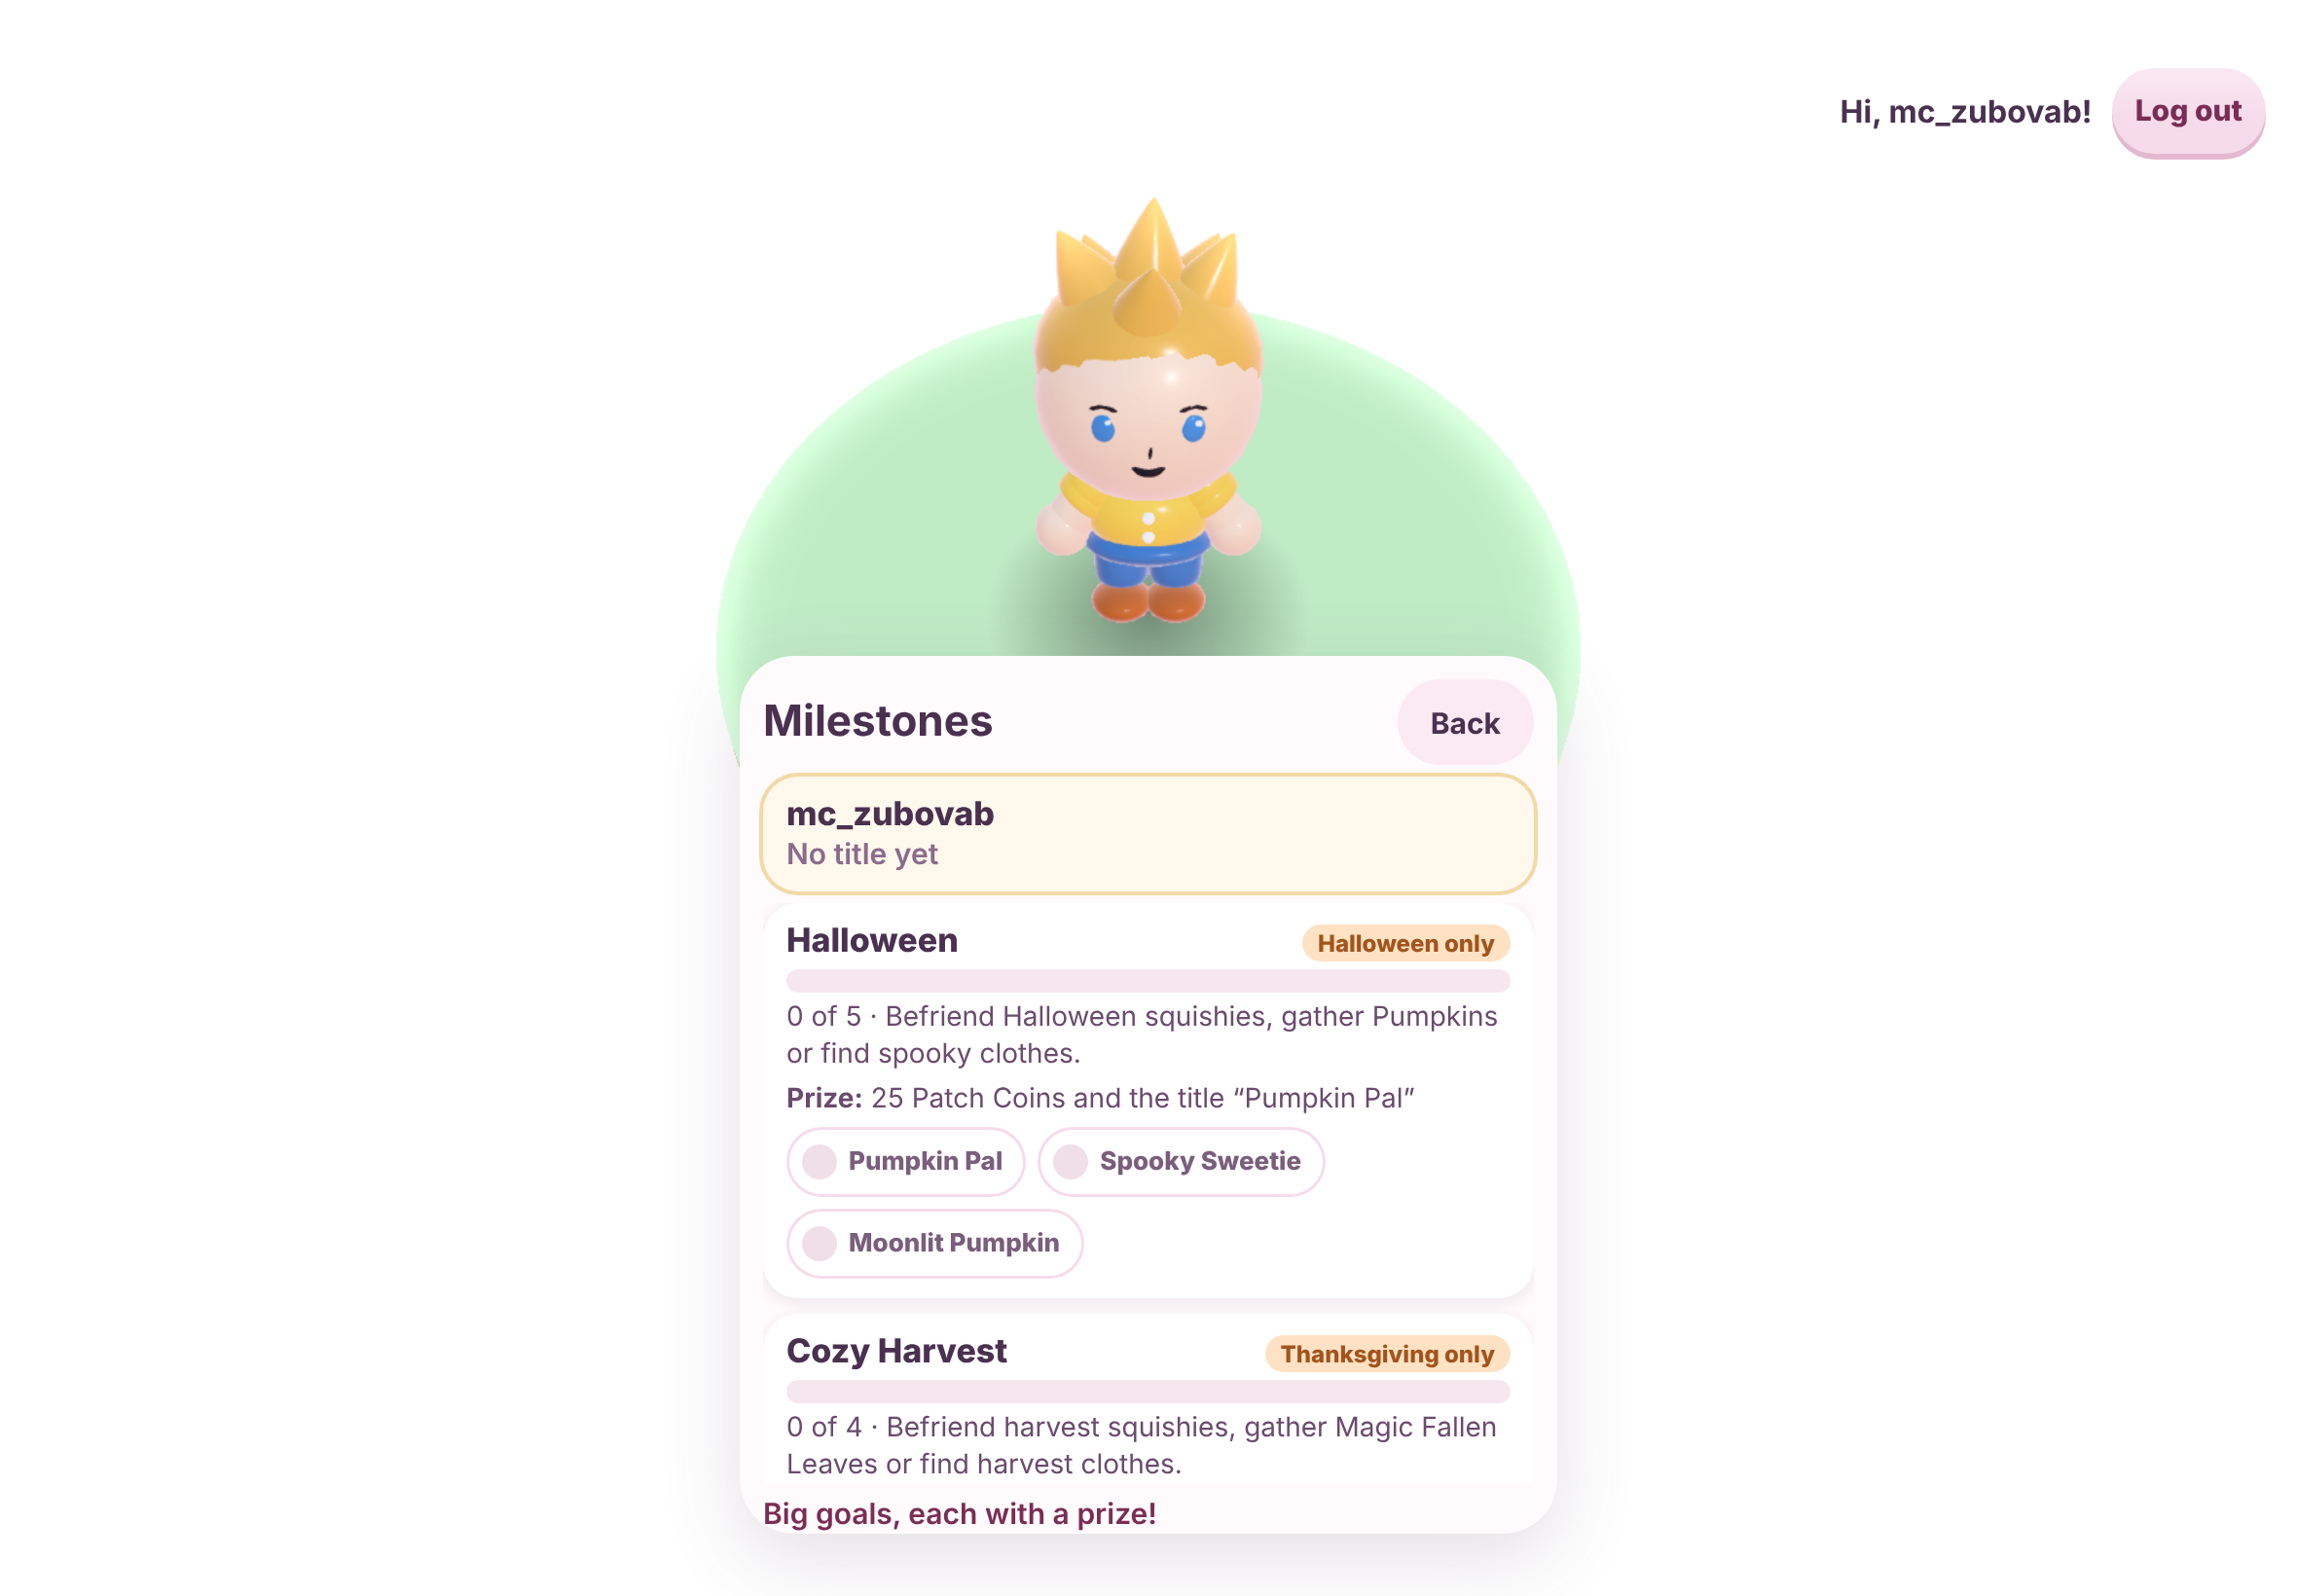 Hi, mc_zubovab!
Log out
Milestones
Back
mc_zubovab
No title yet
Halloween
Halloween only
0 of 5 · Befriend Halloween squishies, gather Pumpkins
or find spooky clothes.
Prize: 25 Patch Coins and the title “Pumpkin Pal”
Pumpkin Pal
Spooky Sweetie
Moonlit Pumpkin
Cozy Harvest
Thanksgiving only
0 of 4 · Befriend harvest squishies, gather Magic Fallen
Leaves or find harvest clothes.
Big goals, each with a prize!